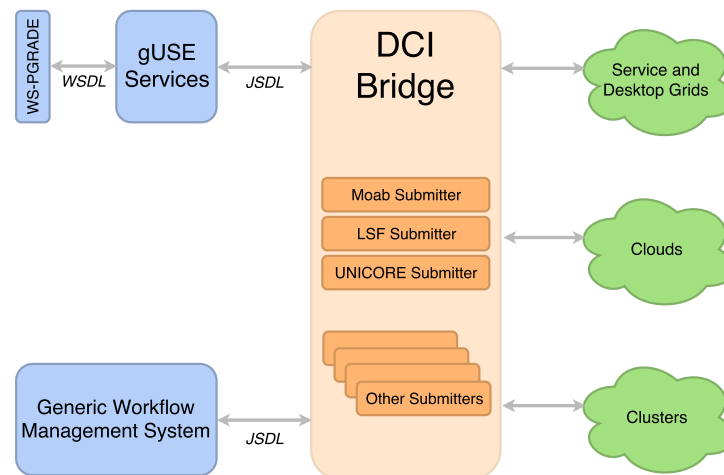 WS-PGRADE
WSDL
gUSE
Services
JSDL
DCI
Bridge
Service and
Desktop Grids
Moab Submitter
LSF Submitter
UNICORE Submitter
Clouds
Other Submitters
Generic Workflow
Management System
JSDL
Clusters